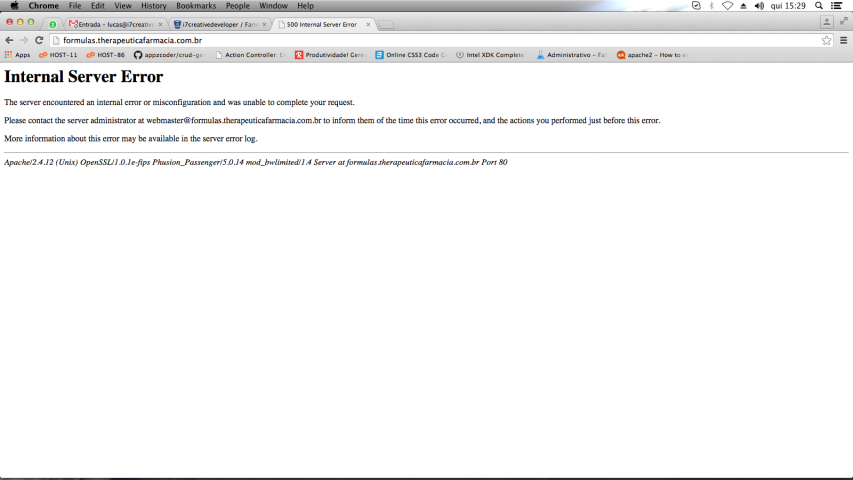 Chrome File Edit View History Bookmarks People Window Help qui 15:29
Entrada – lucas@i7creative i7creativedeveloper / Farm 500 Internal Server Error
formulas.therapeuticafarmacia.com.br
Apps HOST-11 HOST-86 appzcoder/crud-ge Action Controller: E Produtividade! Gere Online CSS3 Code G Intel XDK Complete Administrativo – Fa apache2 – How to e
Internal Server Error
The server encountered an internal error or misconfiguration and was unable to complete your request.
Please contact the server administrator at webmaster@formulas.therapeuticafarmacia.com.br to inform them of the time this error occurred, and the actions you performed just before this error.
More information about this error may be available in the server error log.
Apache/2.4.12 (Unix) OpenSSL/1.0.1e-fips Phusion_Passenger/5.0.14 mod_bwlimited/1.4 Server at formulas.therapeuticafarmacia.com.br Port 80